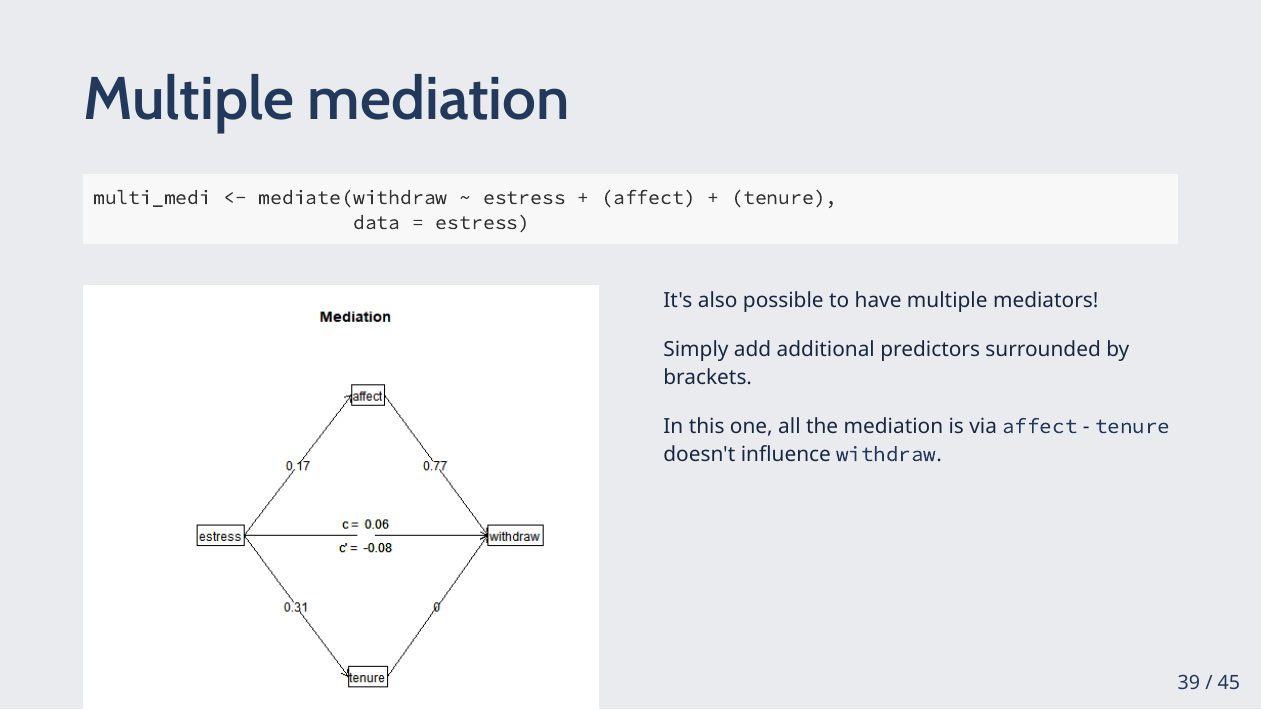 Multiple mediation
multi_medi <- mediate(withdraw ~ estress + (affect) + (tenure),
data = estress)
Mediation
affect
0.17
0.77
c = 0.06
estress
withdraw
c' = -0.08
0.31
0
tenure
It's also possible to have multiple mediators!
Simply add additional predictors surrounded by
brackets.
In this one, all the mediation is via affect - tenure
doesn't influence withdraw.
39 / 45